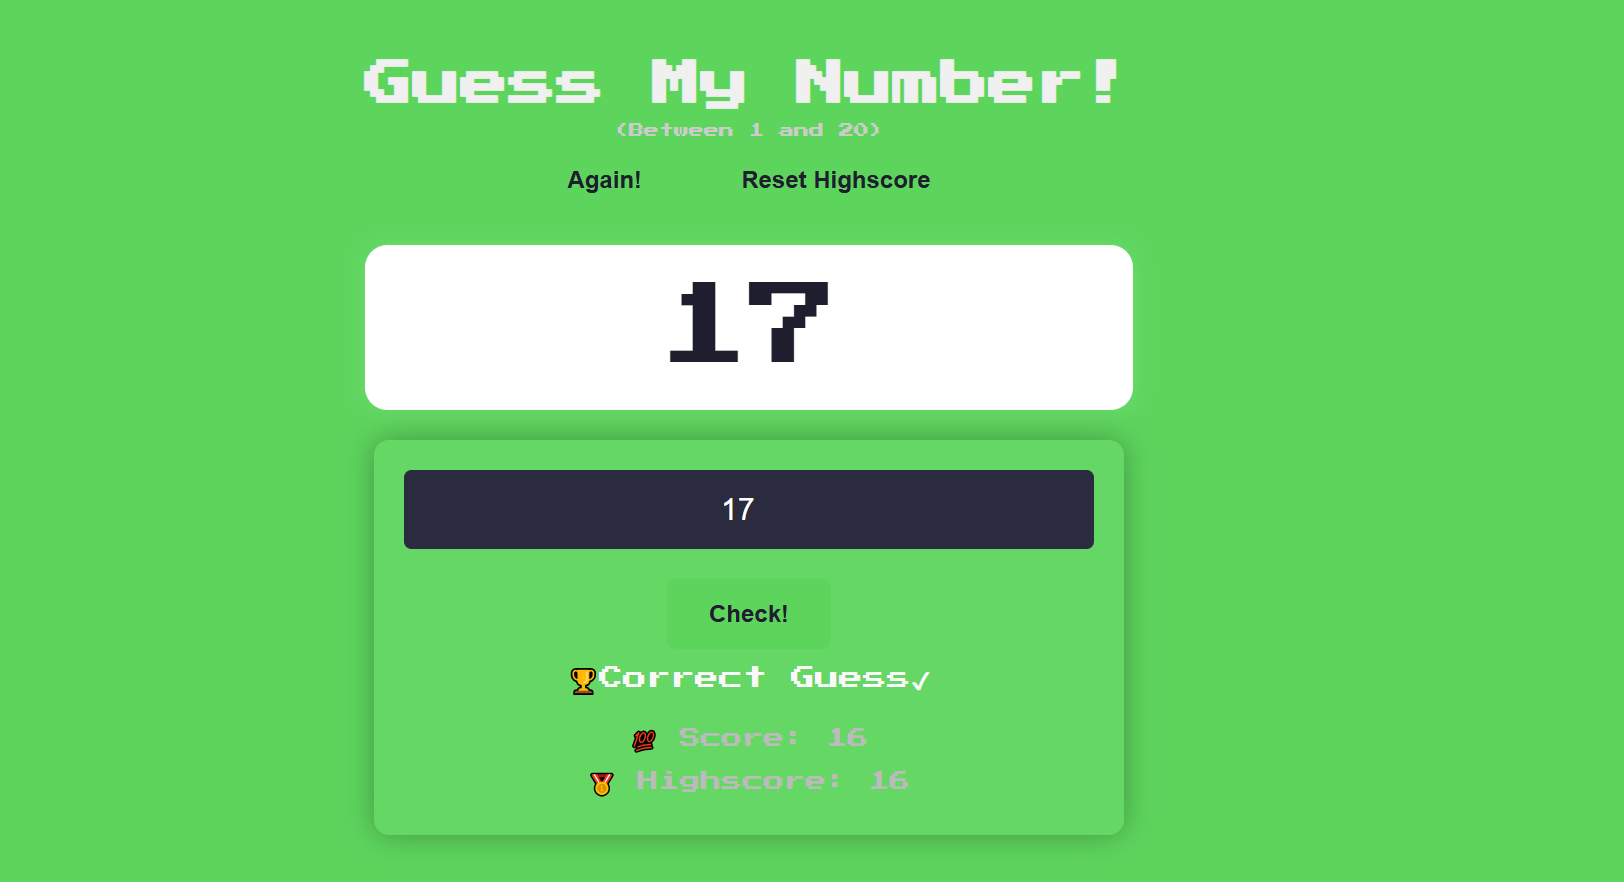 Guess My Number!
(Between 1 and 20)
Again! Reset Highscore
17
17
Check!
🏆Correct Guess✓
💯 Score: 16
🥇 Highscore: 16